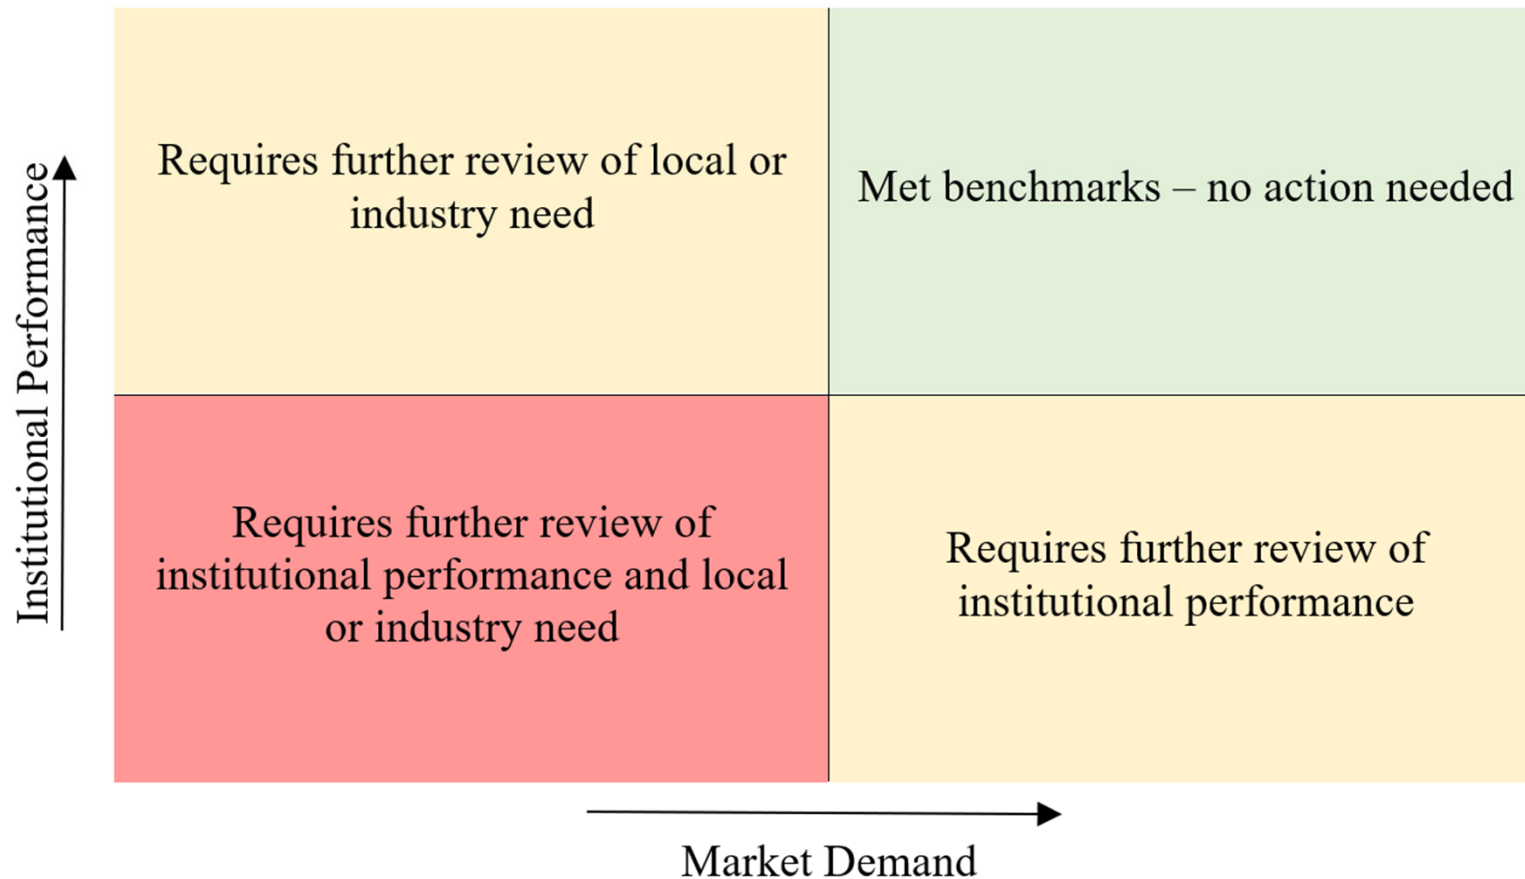 Requires further review of local or
industry need
Met benchmarks – no action needed
Institutional Performance
Requires further review of
institutional performance and local
or industry need
Requires further review of
institutional performance
Market Demand